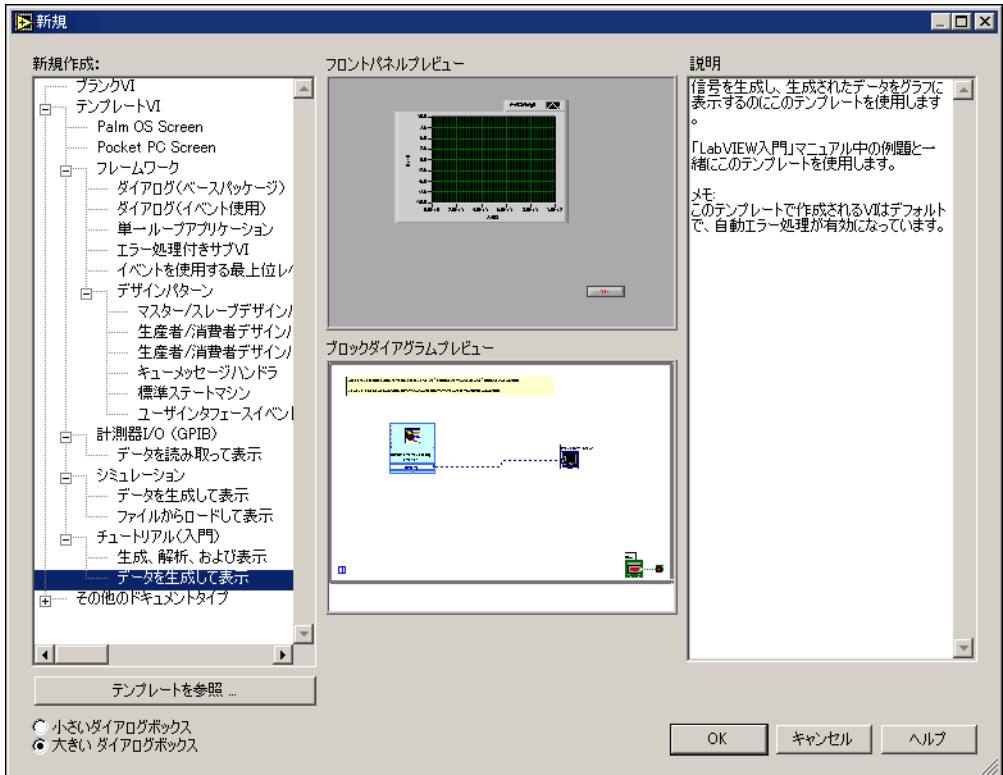 新規
新規作成:
ブランクVI
テンプレートVI
Palm OS Screen
Pocket PC Screen
フレームワーク
ダイアログ(ベースパッケージ)
ダイアログ(イベント使用)
単一ループアプリケーション
エラー処理付きサブVI
イベントを使用する最上位レベ
デザインパターン
マスター/スレーブデザイン
生産者/消費者デザイン
生産者/消費者デザイン
キューメッセージハンドラ
標準ステートマシン
ユーザインタフェースイベン
計測器I/O (GPIB)
データを読み取って表示
シミュレーション
データを生成して表示
ファイルからロードして表示
チュートリアル(入門)
生成、解析、および表示
データを生成して表示
その他のドキュメントタイプ
テンプレートを参照 ...
小さいダイアログボックス
大きい ダイアログボックス
フロントパネルプレビュー
ブロックダイアグラムプレビュー
説明
信号を生成し、生成されたデータをグラフに
表示するのにこのテンプレートを使用します
。
「LabVIEW入門」マニュアル中の例題と一
緒にこのテンプレートを使用します。
メモ:
このテンプレートで作成されるVIはデフォルト
で、自動エラー処理が有効になっています。
OK
キャンセル
ヘルプ